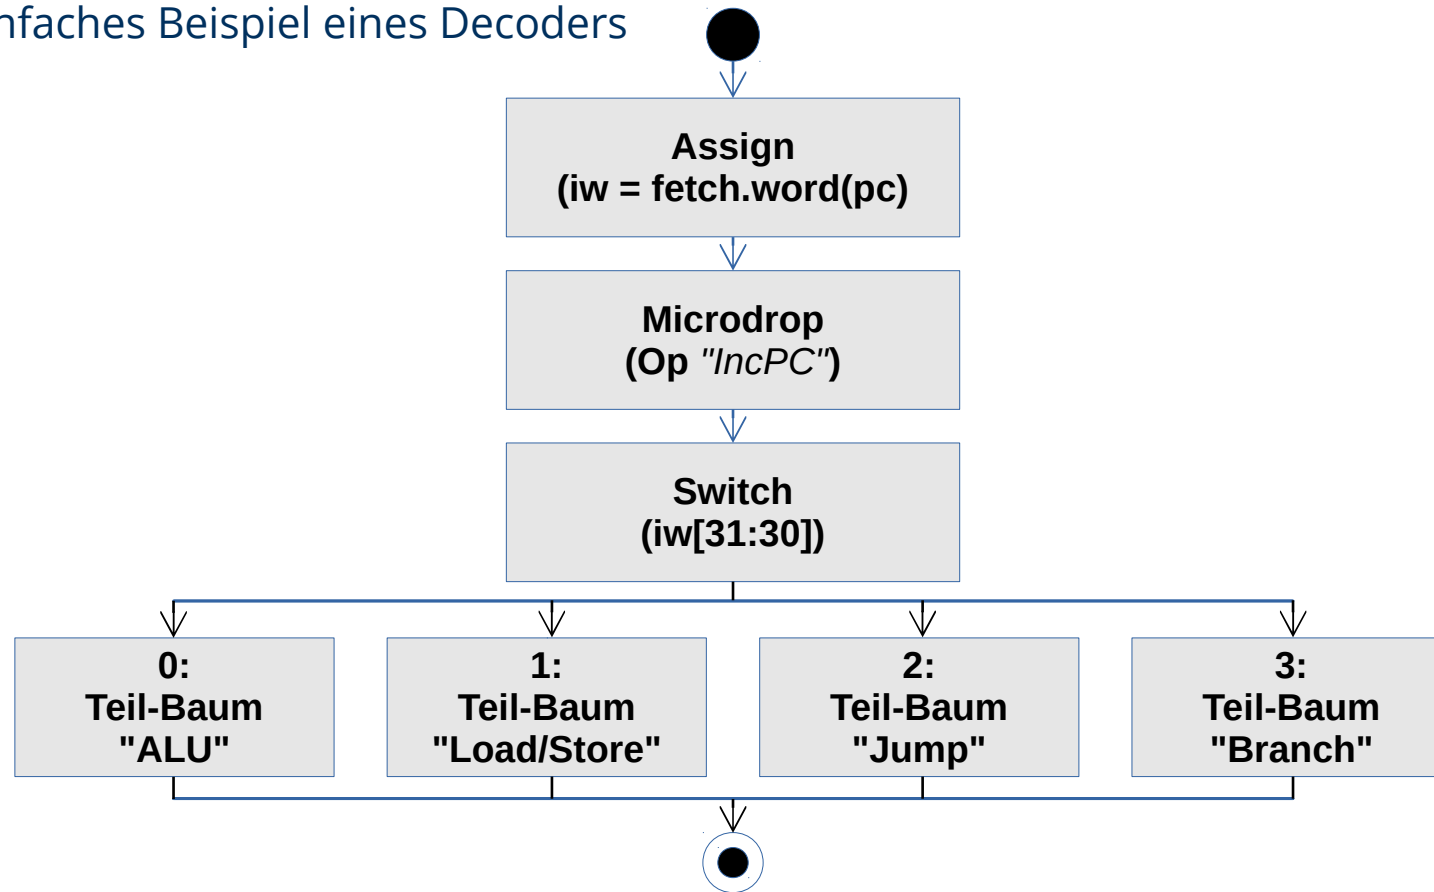 nfaches Beispiel eines Decoders
Assign
(iw = fetch.word(pc)
Microdrop
(Op "IncPC")
Switch
(iw[31:30])
0:
Teil-Baum
"ALU"
1:
Teil-Baum
"Load/Store"
2:
Teil-Baum
"Jump"
3:
Teil-Baum
"Branch"